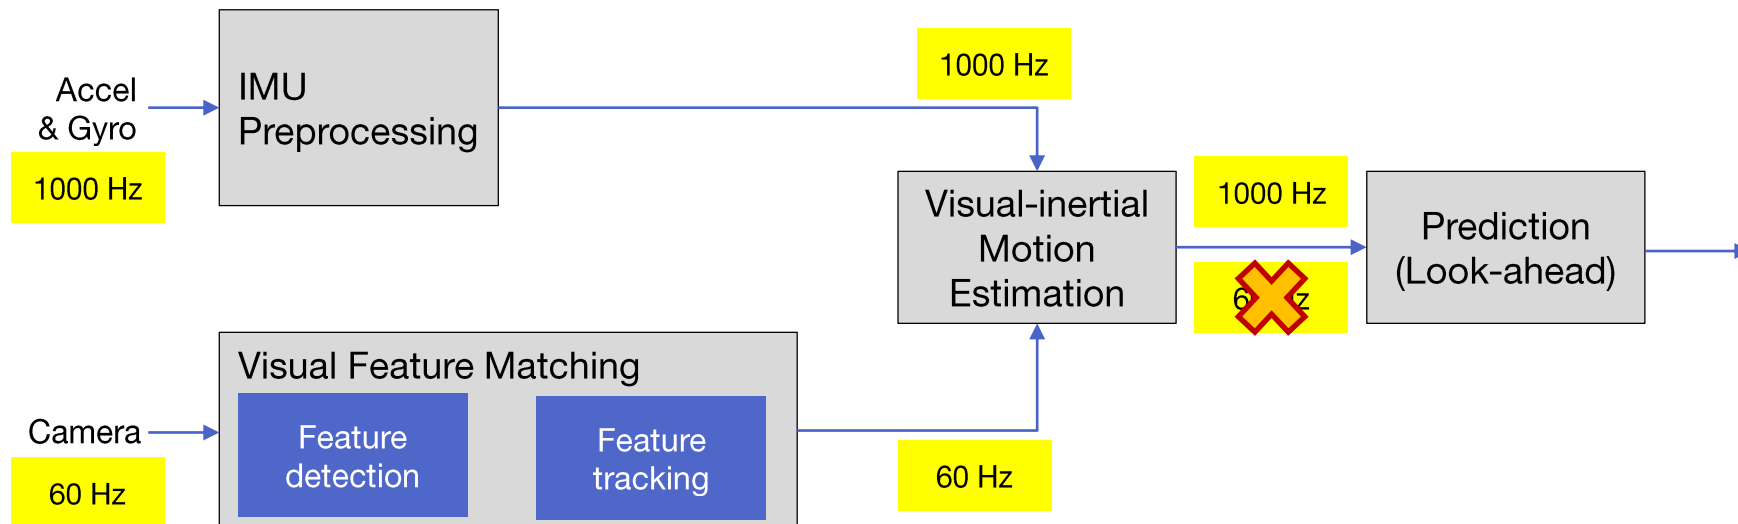 Accel
& Gyro
1000 Hz
IMU
Preprocessing
1000 Hz
Visual-inertial
Motion
Estimation
1000 Hz
Prediction
(Look-ahead)
Visual Feature Matching
Feature
detection
Feature
tracking
Camera
60 Hz
60 Hz